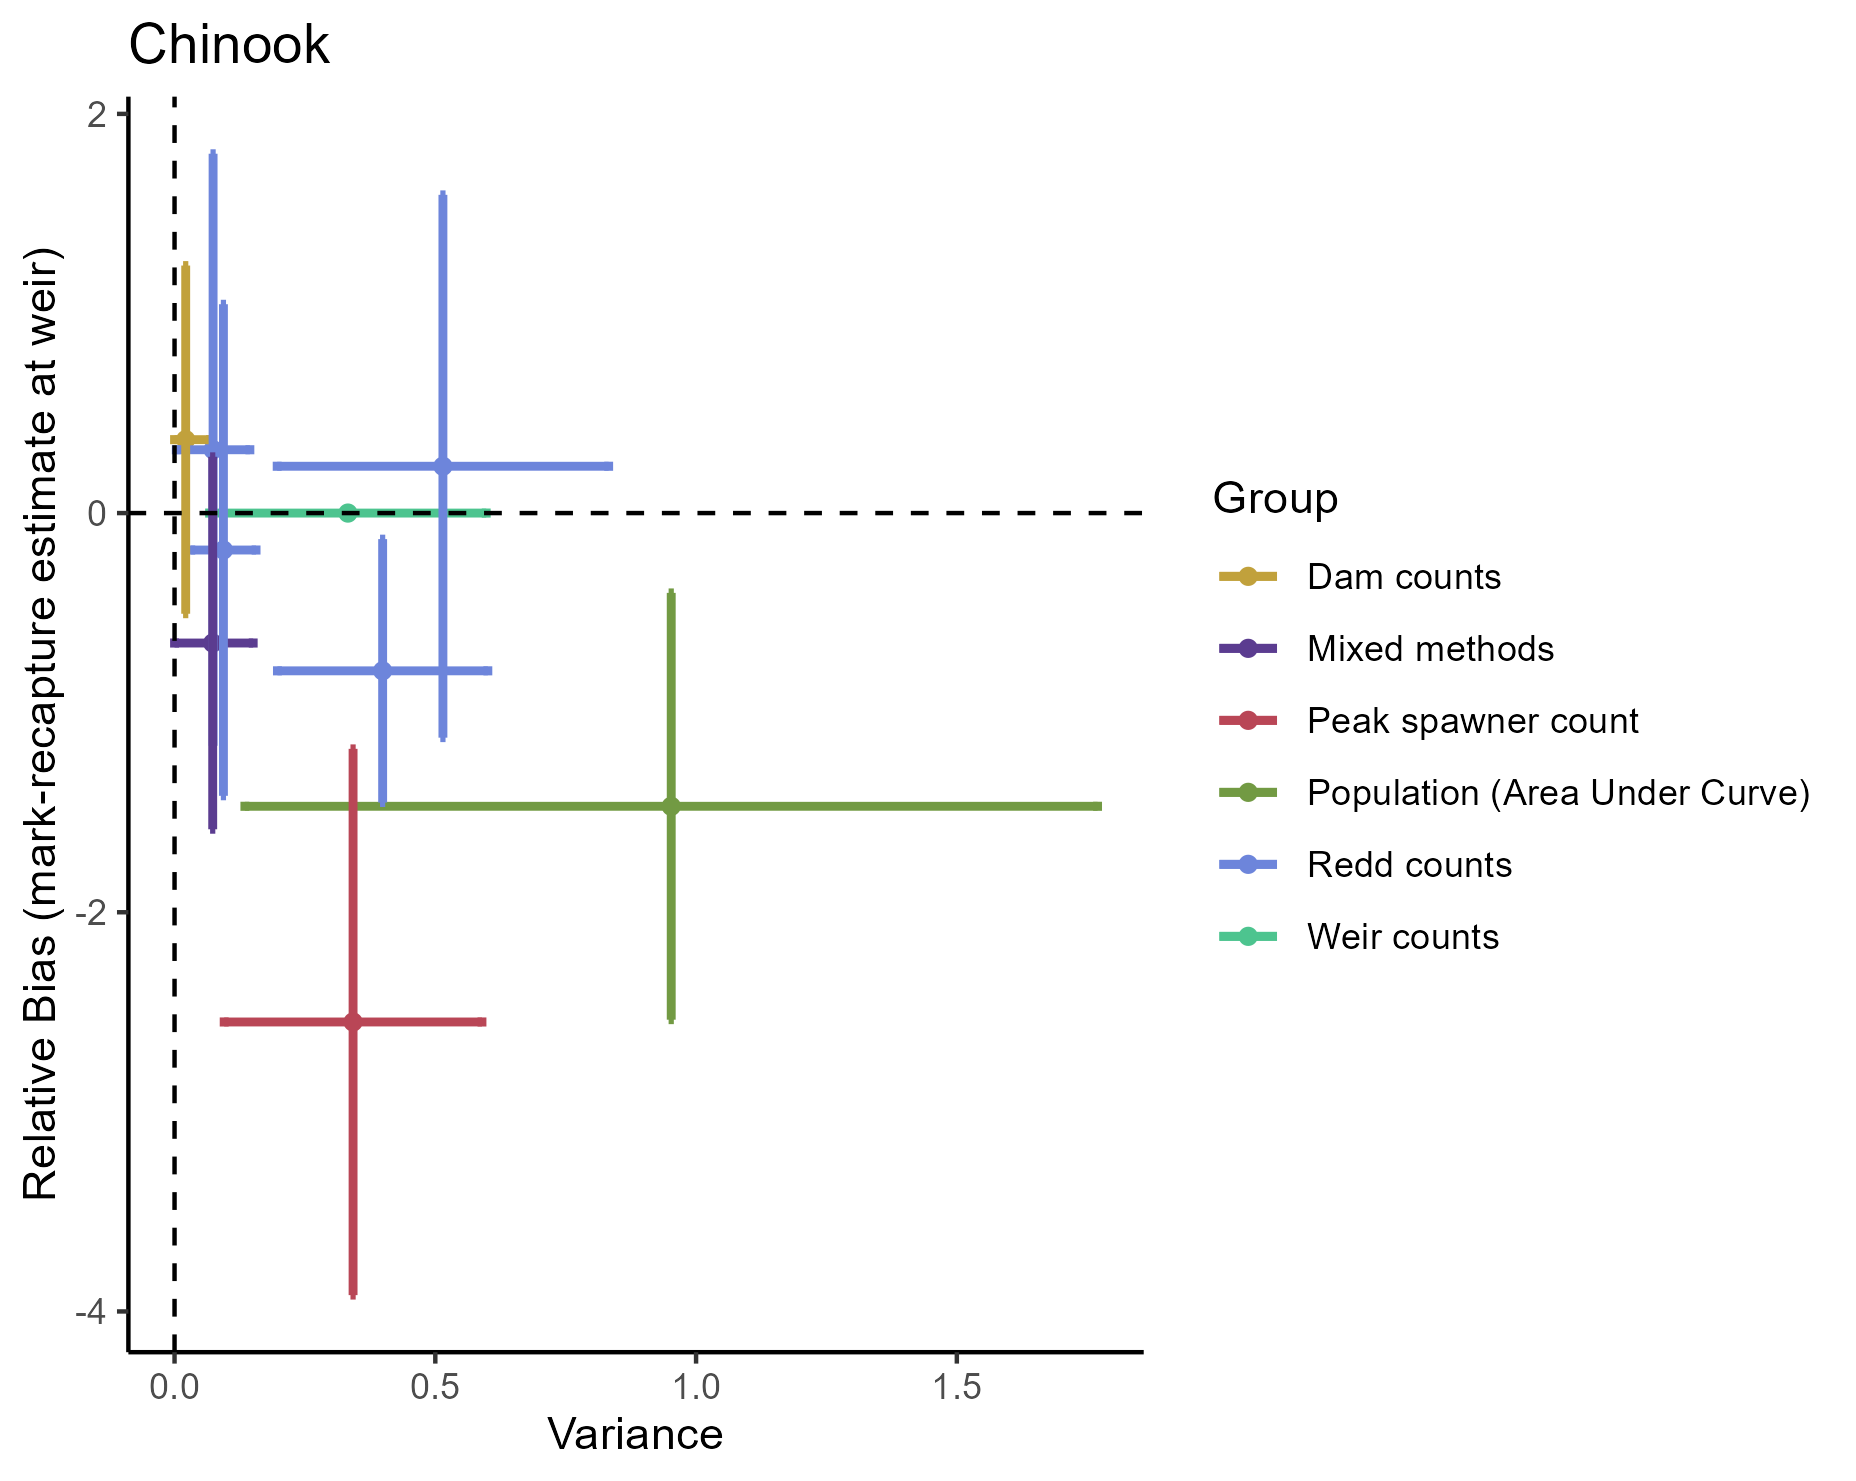 Chinook
Relative Bias (mark-recapture estimate at weir)
2
0
-2
-4
0.0
0.5
1.0
1.5
Variance
Group
Dam counts
Mixed methods
Peak spawner count
Population (Area Under Curve)
Redd counts
Weir counts